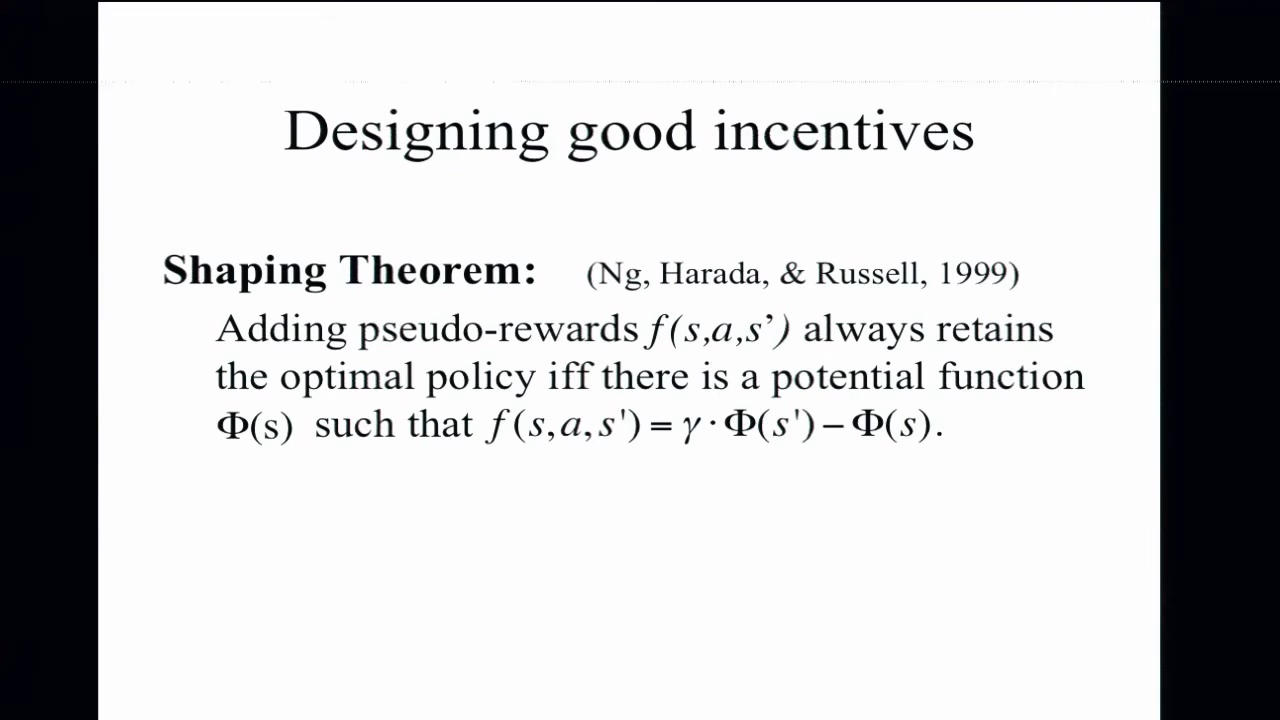 Designing good incentives
Shaping Theorem: (Ng, Harada, & Russell, 1999)
Adding pseudo-rewards f(s,a,s’) always retains
the optimal policy iff there is a potential function
Φ(s) such that f(s,a,s') = γ·Φ(s') − Φ(s).